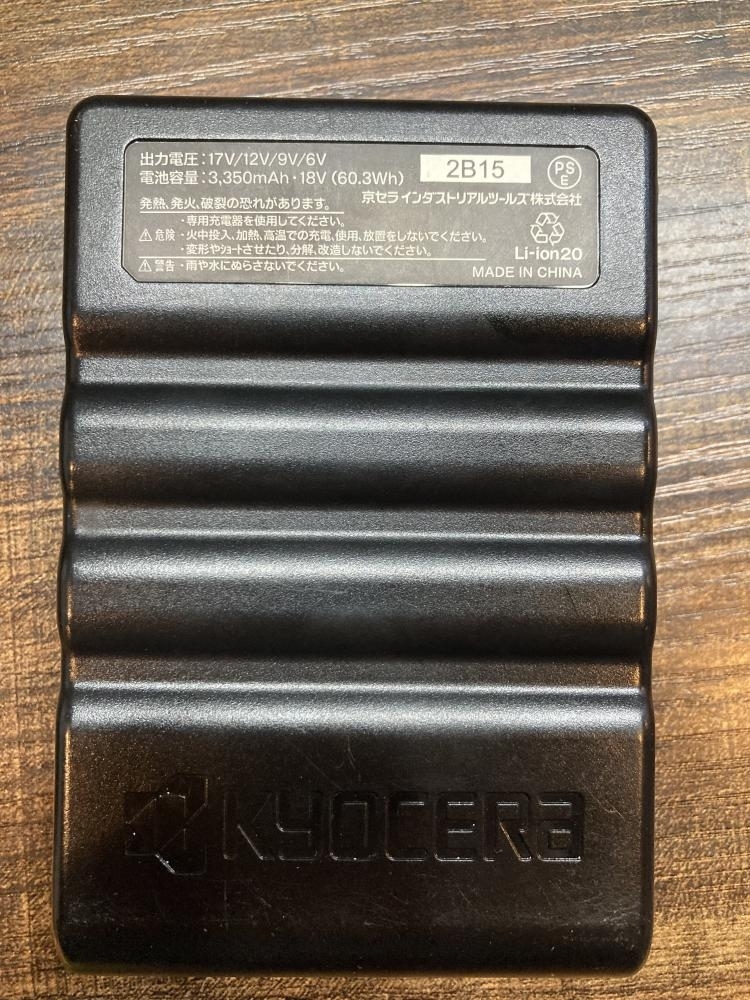 出力電圧:17V/12V/9V/6V
電池容量:3,350mAh・18V (60.3Wh)
2B15
PS
E
京セラインダストリアルツールズ株式会社
発熱、発火、破裂の恐れがあります。
・専用充電器を使用してください。
危険・火中投入、加熱、高温での充電、使用、放置をしないでください。
・変形やショートさせたり、分解、改造しないでください。
警告・雨や水にぬらさないでください。
Li-ion20
MADE IN CHINA
KYOCERA